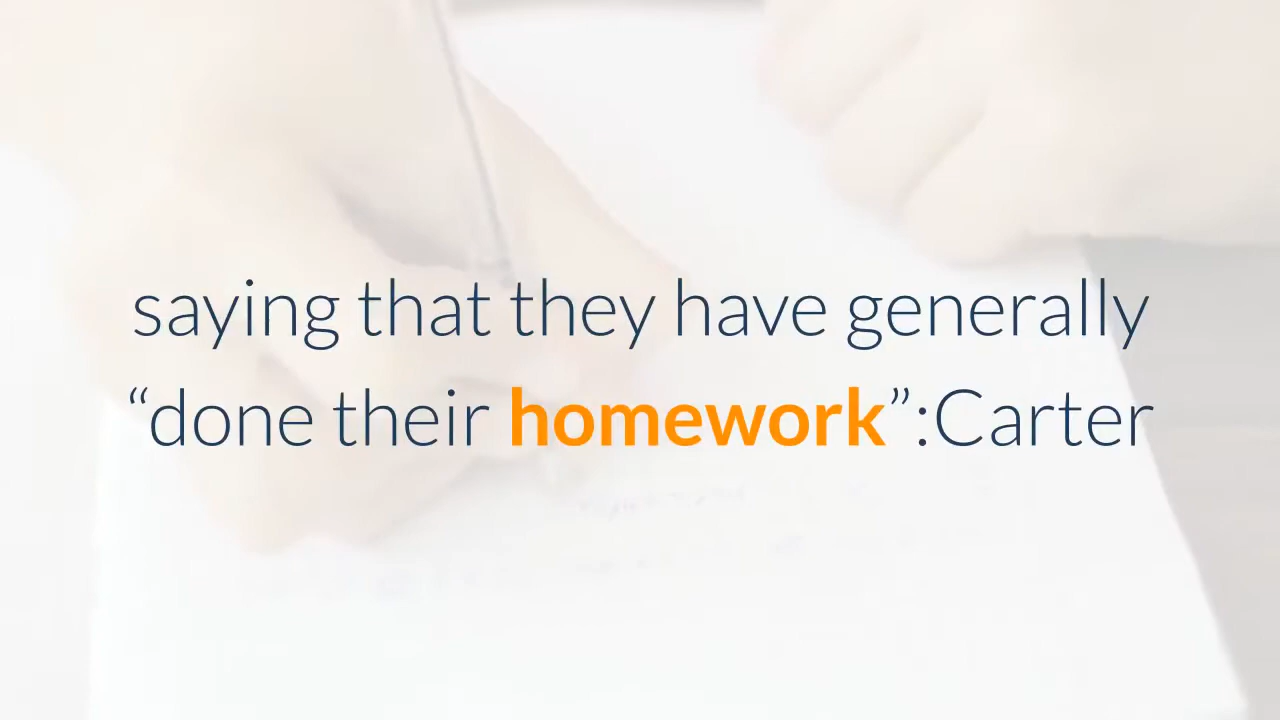 saying that they have generally
“done their homework”:Carter